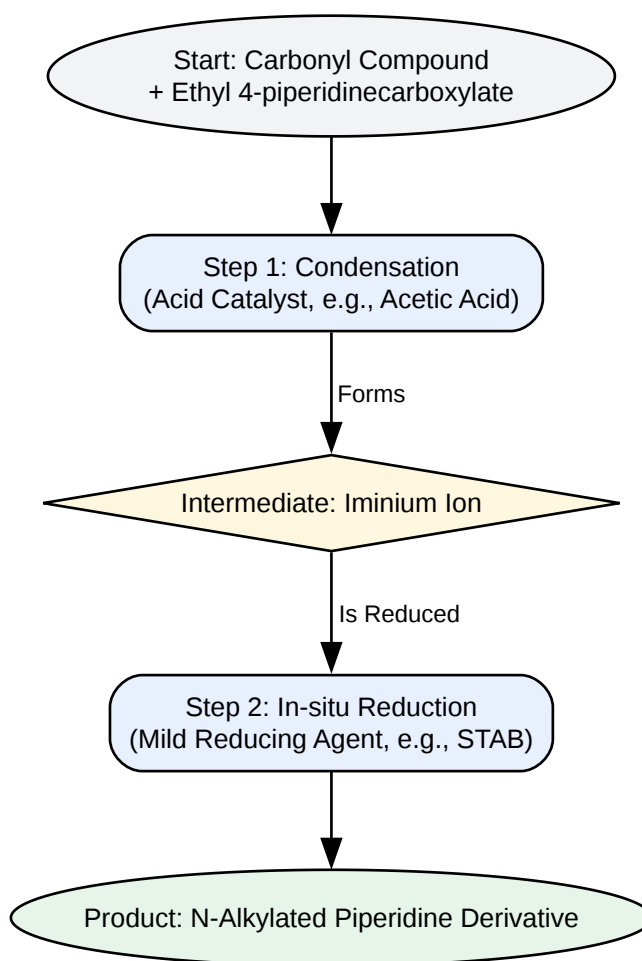 Start: Carbonyl Compound
+ Ethyl 4-piperidinecarboxylate
Step 1: Condensation
(Acid Catalyst, e.g., Acetic Acid)
Forms
Intermediate: Iminium Ion
Is Reduced
Step 2: In-situ Reduction
(Mild Reducing Agent, e.g., STAB)
Product: N-Alkylated Piperidine Derivative